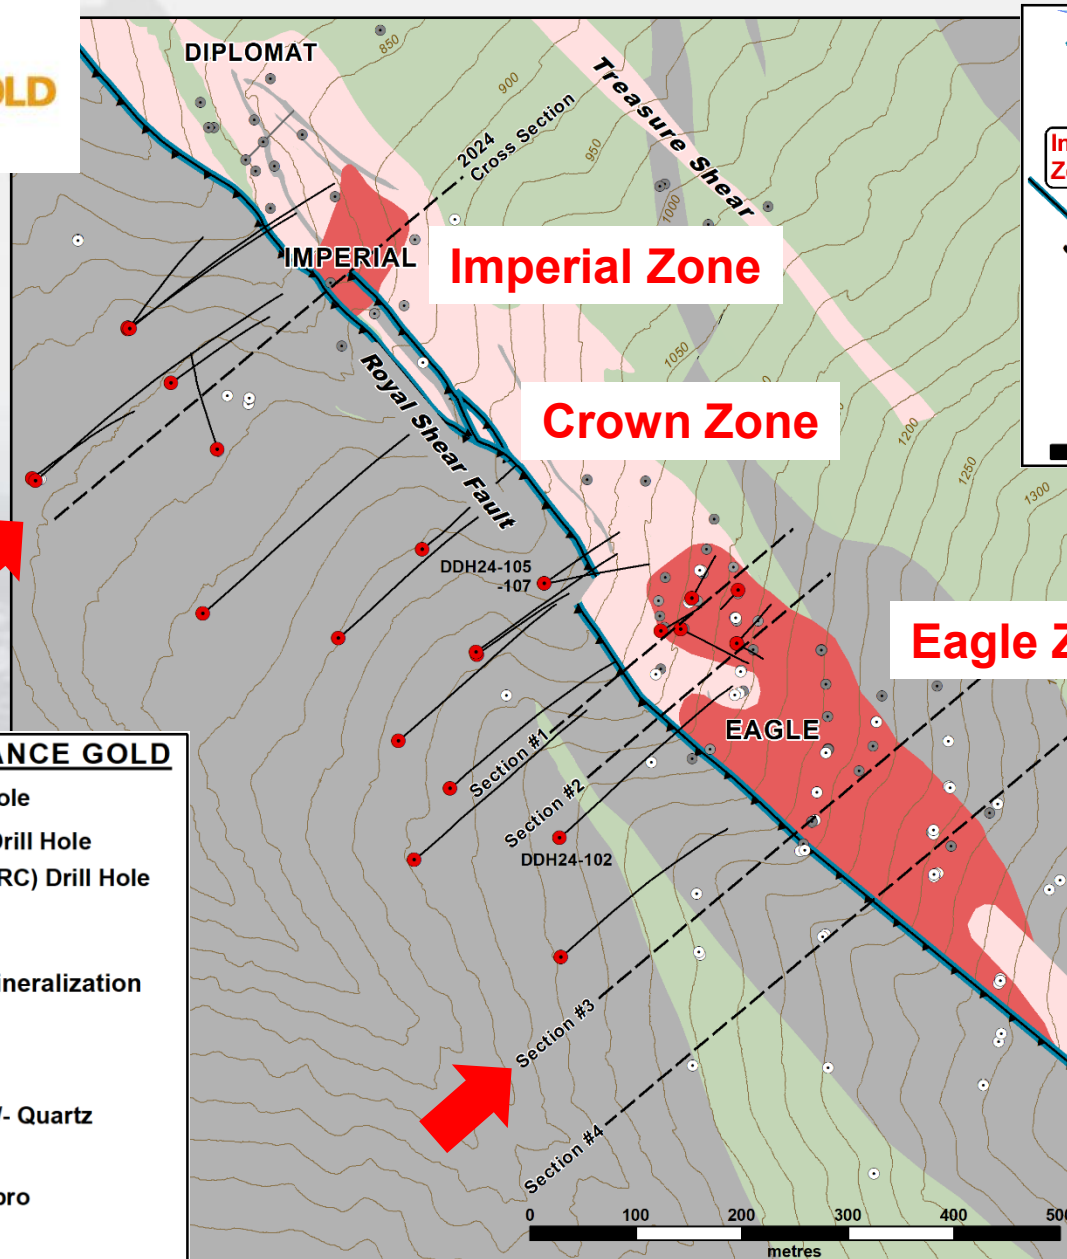 OLD
DIPLOMAT
850
900
950
1000
Treasure Shear
2024
Cross Section
In
Z
IMPERIAL
Imperial Zone
1050
Royal Shear Fault
Crown Zone
1200
1250
1300
DDH24-105
-107
Eagle Z
EAGLE
Section #1
Section #2
DDH24-102
Section #3
Section #4
ANCE GOLD
ole
Drill Hole
RC) Drill Hole
ineralization
/- Quartz
bro
0 100 200 300 400 500
metres